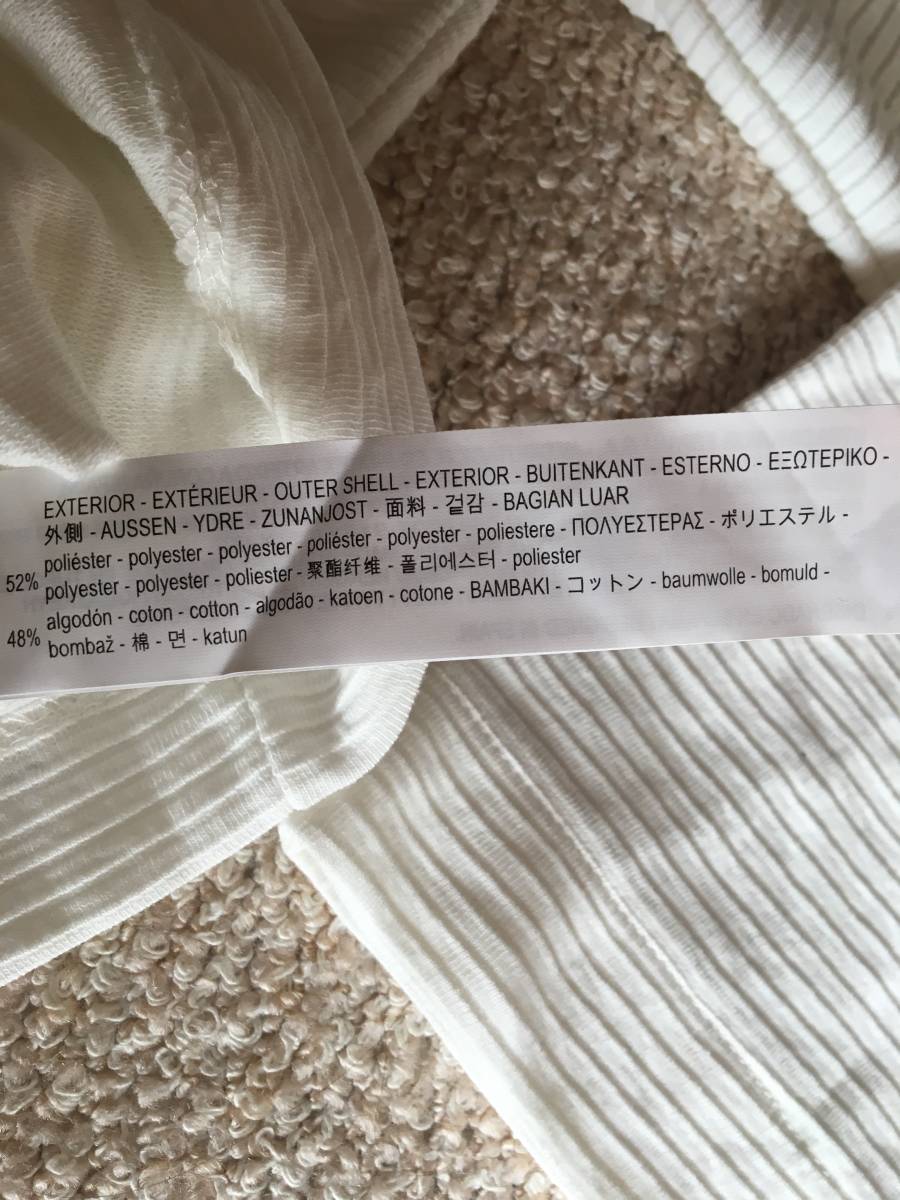 EXTERIOR - EXTÉRIEUR - OUTER SHELL - EXTERIOR - BUITENKANT - ESTERNO - ΕΞΩΤΕΡΙΚΟ -
外側 - AUSSEN - YDRE - ZUNANJOST - 面料 - 겉감 - BAGIAN LUAR
52% poliéster - polyester - polyester - poliéster - polyester - poliestere - ΠΟΛΥΕΣΤΕΡΑΣ - ポリエステル -
polyester - polyester - poliester - 聚酯纤维 - 폴리에스터 - poliester
48% algodón - coton - cotton - algodão - katoen - cotone - ΒΑΜΒΑΚΙ - コットン - baumwolle - bomuld -
bombaž - 棉 - 면 - katun